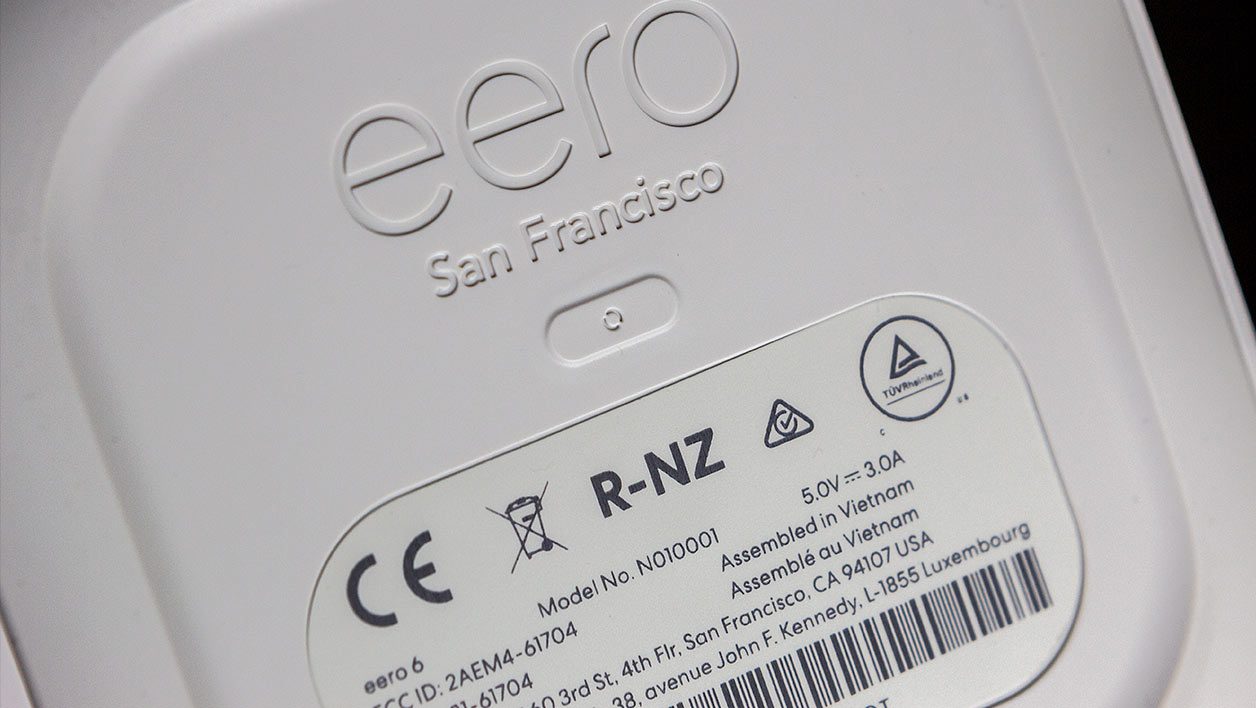 eero
San Francisco
TÜVRheinland
C US
CE
R-NZ
5.0V ⎓ 3.0A
eero 6
Model No. N010001
Assembled in Vietnam
FCC ID: 2AEM4-61704
Assemblé au Vietnam
61704
3rd St, 4th Flr, San Francisco, CA 94107 USA
38, avenue John F. Kennedy, L-1855 Luxembourg